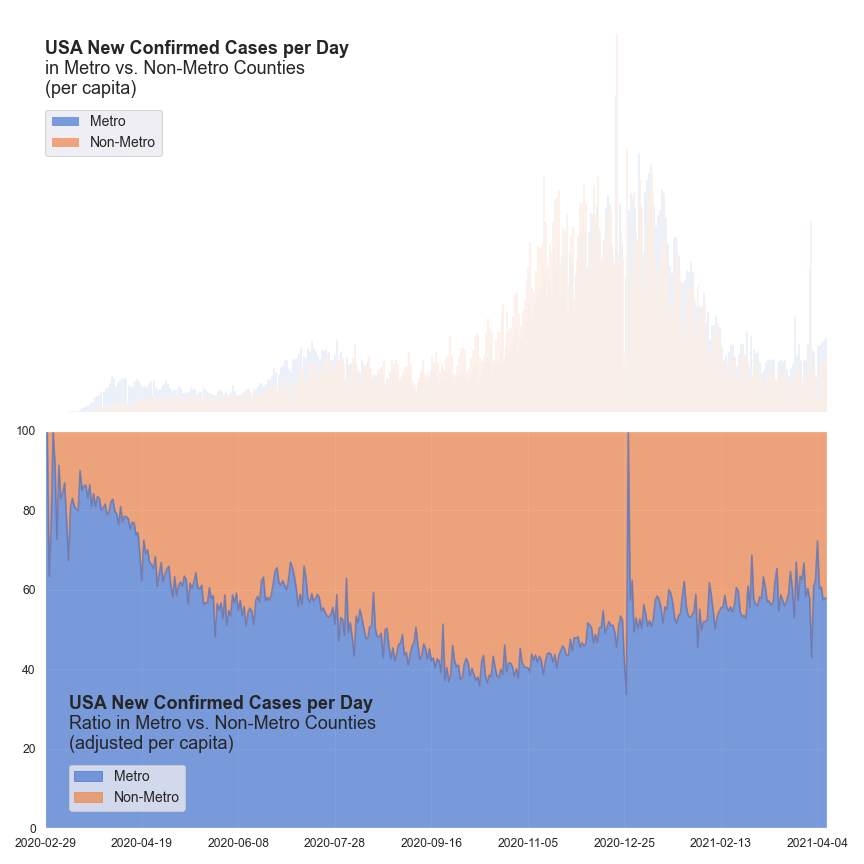 USA New Confirmed Cases per Day
in Metro vs. Non-Metro Counties
(per capita)
Metro
Non-Metro
100
80
60
40
20
0
USA New Confirmed Cases per Day
Ratio in Metro vs. Non-Metro Counties
(adjusted per capita)
Metro
Non-Metro
2020-02-29 2020-04-19 2020-06-08 2020-07-28 2020-09-16 2020-11-05 2020-12-25 2021-02-13 2021-04-04